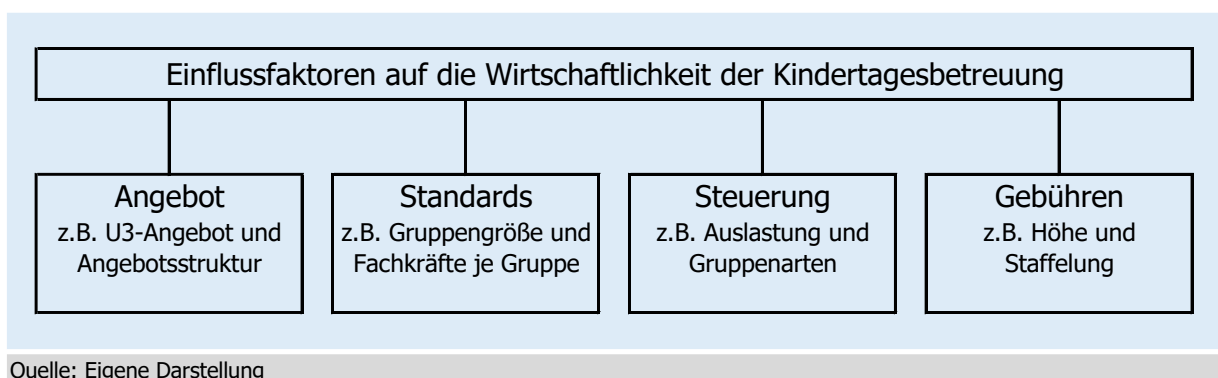 Einflussfaktoren auf die Wirtschaftlichkeit der Kindertagesbetreuung
Angebot
z.B. U3-Angebot und
Angebotsstruktur
Standards
z.B. Gruppengröße und
Fachkräfte je Gruppe
Steuerung
z.B. Auslastung und
Gruppenarten
Gebühren
z.B. Höhe und
Staffelung
Quelle: Eigene Darstellung